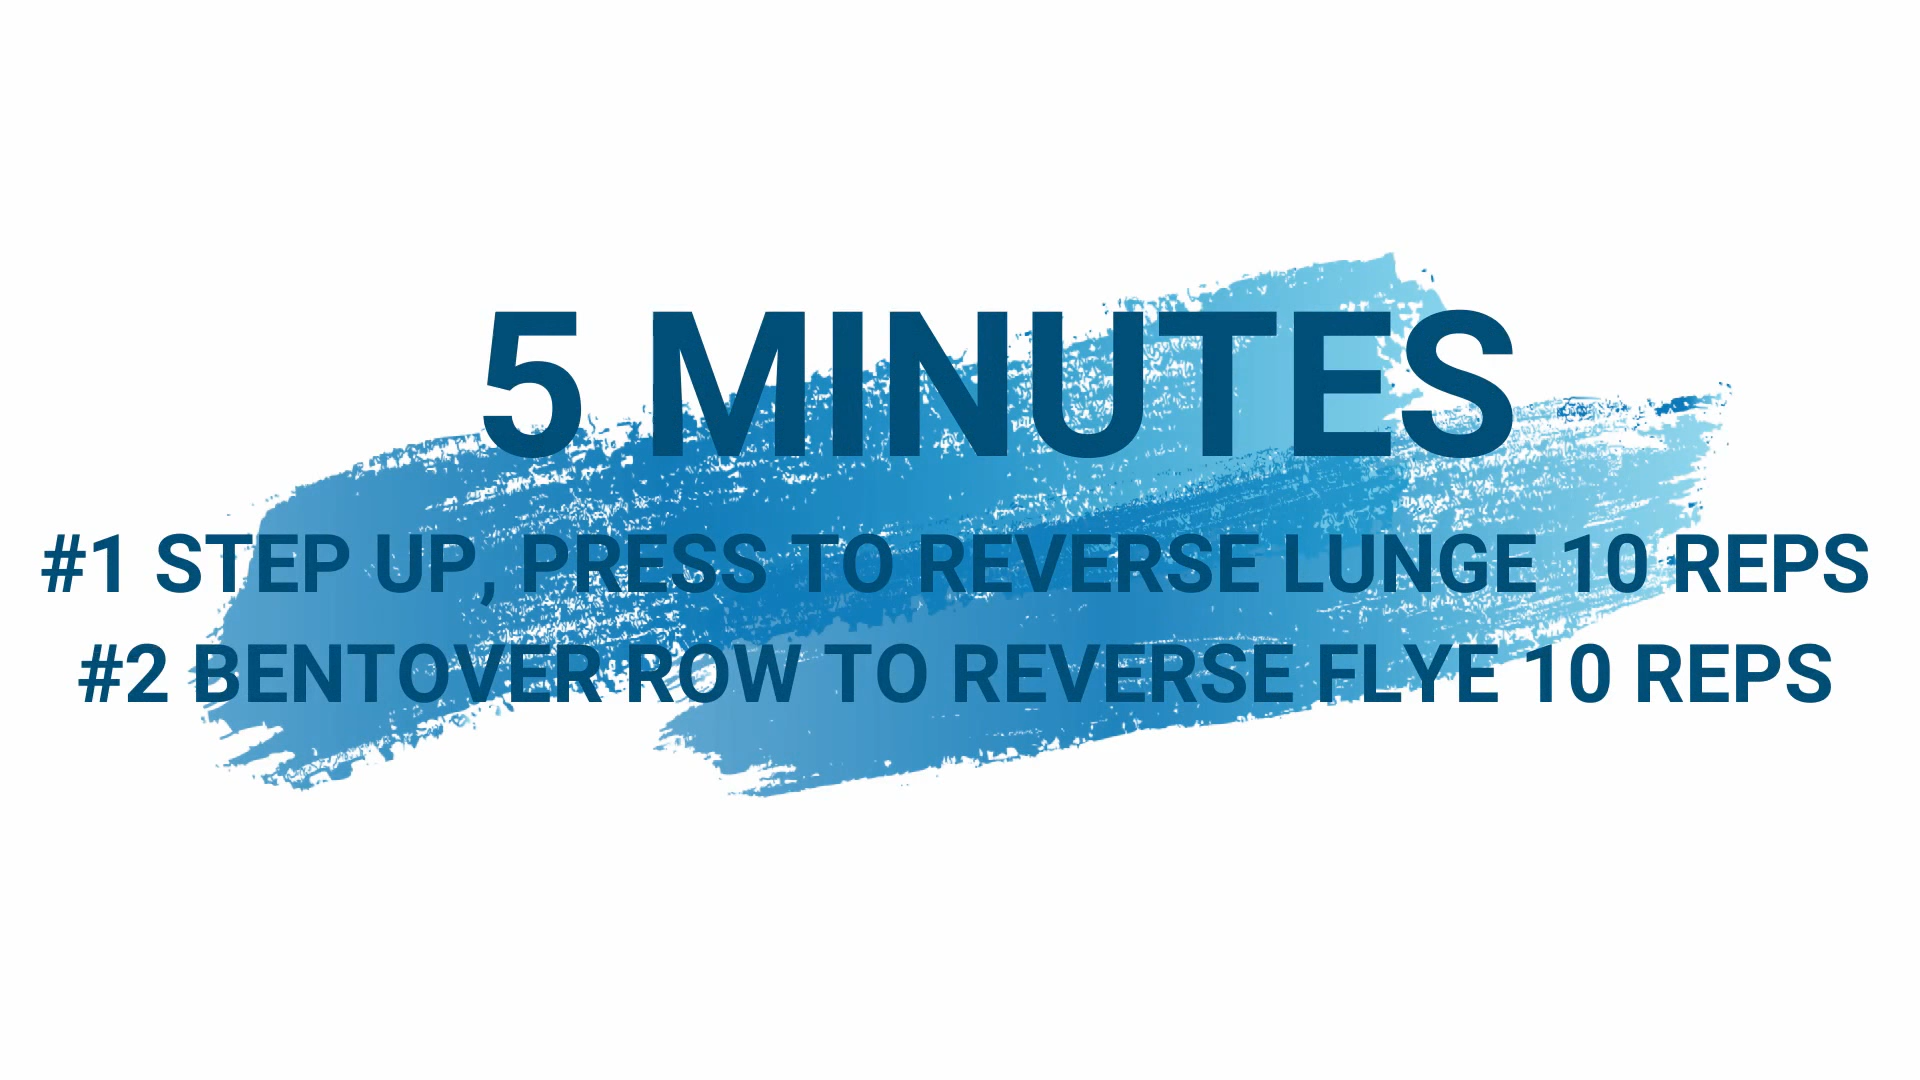 5 MINUTES
#1 STEP UP, PRESS TO REVERSE LUNGE 10 REPS
#2 BENTOVER ROW TO REVERSE FLYE 10 REPS